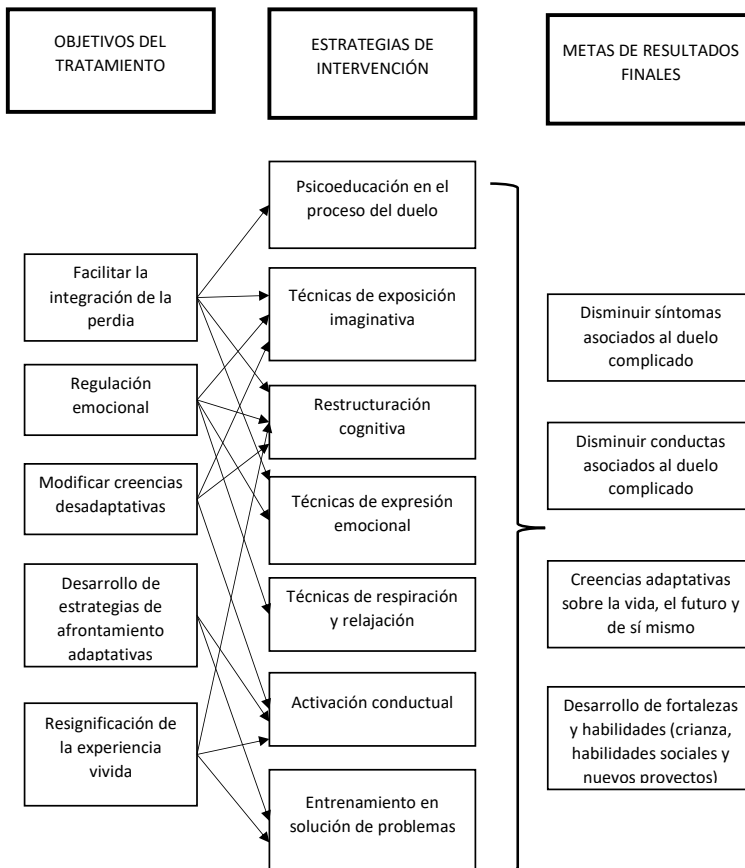 OBJETIVOS DEL
TRATAMIENTO
ESTRATEGIAS DE
INTERVENCIÓN
METAS DE RESULTADOS
FINALES
Psicoeducación en el
proceso del duelo
Facilitar la
integración de la
perdia
Técnicas de exposición
imaginativa
Disminuir síntomas
asociados al duelo
complicado
Regulación
emocional
Restructuración
cognitiva
Disminuir conductas
asociados al duelo
complicado
Modificar creencias
desadaptativas
Técnicas de expresión
emocional
Desarrollo de
estrategias de
afrontamiento
adaptativas
Técnicas de respiración
y relajación
Creencias adaptativas
sobre la vida, el futuro y
de sí mismo
Resignificación de
la experiencia
vivida
Activación conductual
Desarrollo de fortalezas
y habilidades (crianza,
habilidades sociales y
nuevos proyectos)
Entrenamiento en
solución de problemas